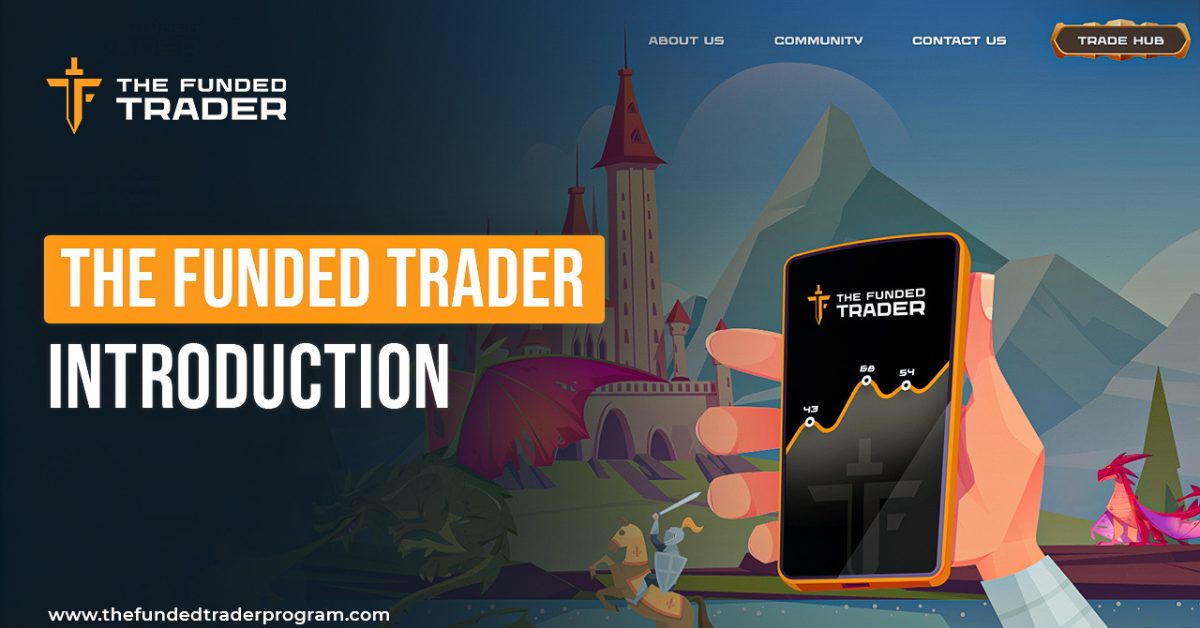 ABOUT US
COMMUNITY
CONTACT US
TRADE HUB
THE FUNDED
TRADER
THE FUNDED TRADER
INTRODUCTION
THE FUNDED
TRADER
43
68
54
www.thefundedtraderprogram.com